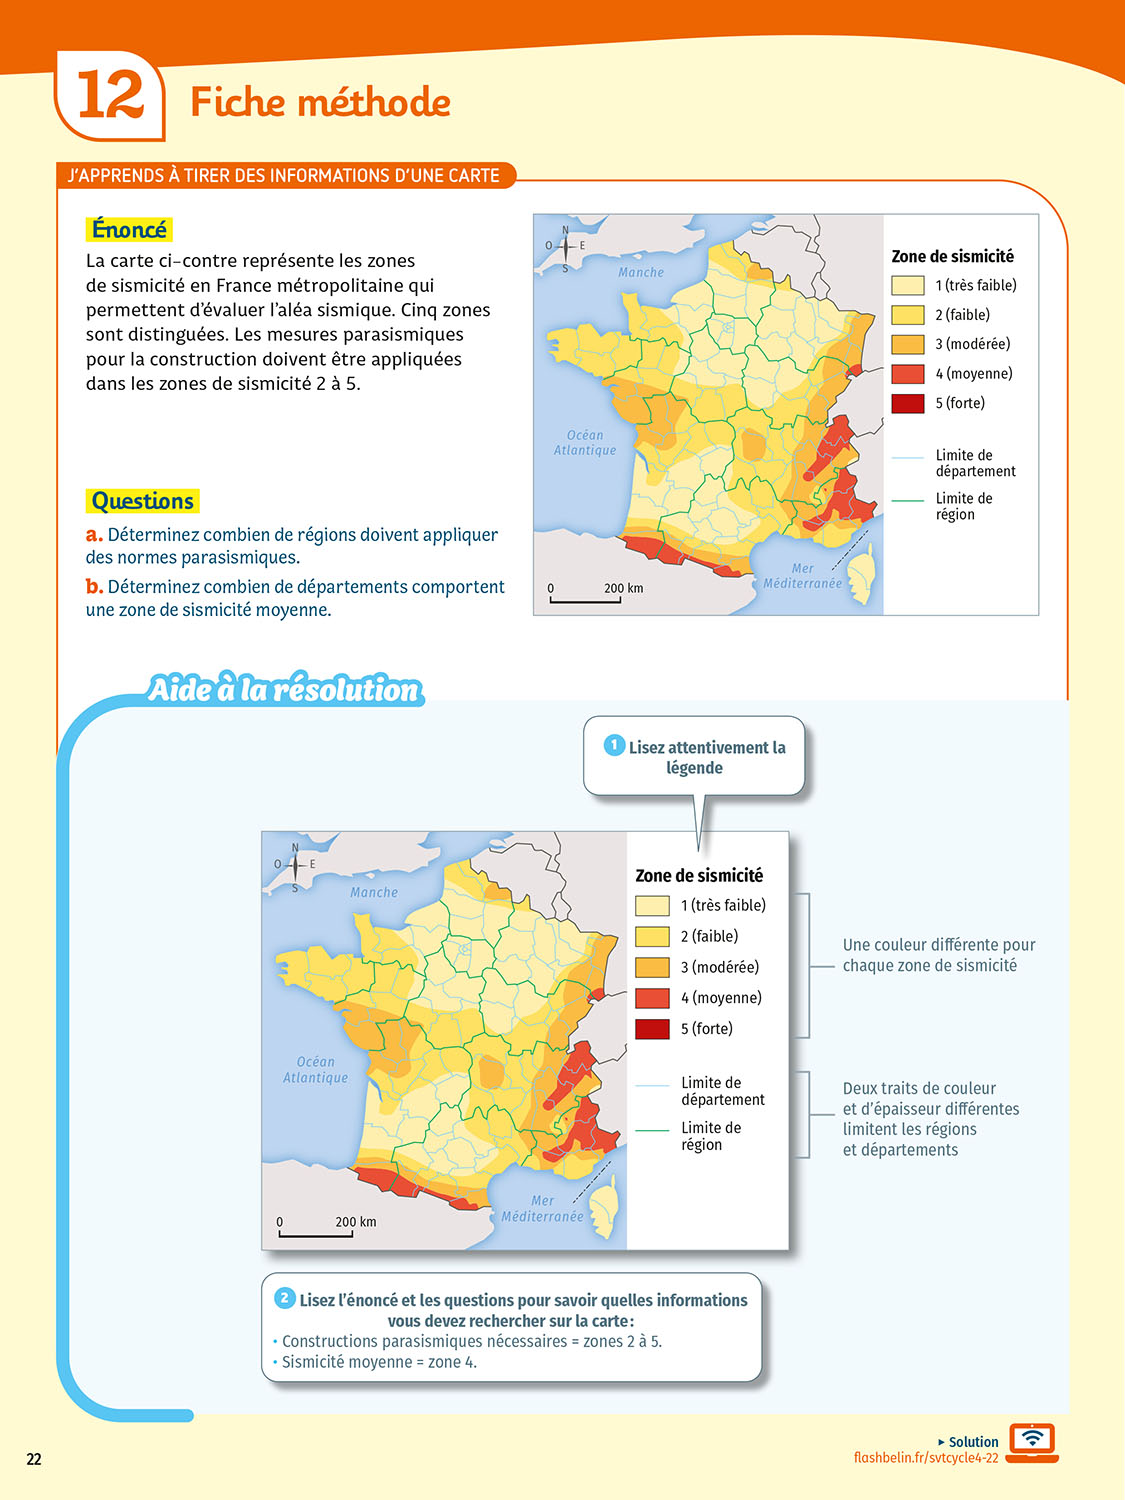 12
Fiche méthode
J'APPRENDS À TIRER DES INFORMATIONS D'UNE CARTE
Énoncé
La carte ci-contre représente les zones
de sismicité en France métropolitaine qui
permettent d'évaluer l'aléa sismique. Cinq zones
sont distinguées. Les mesures parasismiques
pour la construction doivent être appliquées
dans les zones de sismicité 2 à 5.
Questions
a. Déterminez combien de régions doivent appliquer
des normes parasismiques.
b. Déterminez combien de départements comportent
une zone de sismicité moyenne.
N
O
E
S
Manche
Océan
Atlantique
Mer
Méditerranée
0
200 km
Zone de sismicité
1 (très faible)
2 (faible)
3 (modérée)
4 (moyenne)
5 (forte)
Limite de
département
Limite de
région
Aide à la résolution
1 Lisez attentivement la
légende
N
O
E
S
Manche
Océan
Atlantique
Mer
Méditerranée
0
200 km
Zone de sismicité
1 (très faible)
2 (faible)
3 (modérée)
4 (moyenne)
5 (forte)
Limite de
département
Limite de
région
Une couleur différente pour
chaque zone de sismicité
Deux traits de couleur
et d'épaisseur différentes
limitent les régions
et départements
2 Lisez l'énoncé et les questions pour savoir quelles informations
vous devez rechercher sur la carte :
• Constructions parasismiques nécessaires = zones 2 à 5.
• Sismicité moyenne = zone 4.
▸ Solution
flashbelin.fr/svtcycle4-22
22